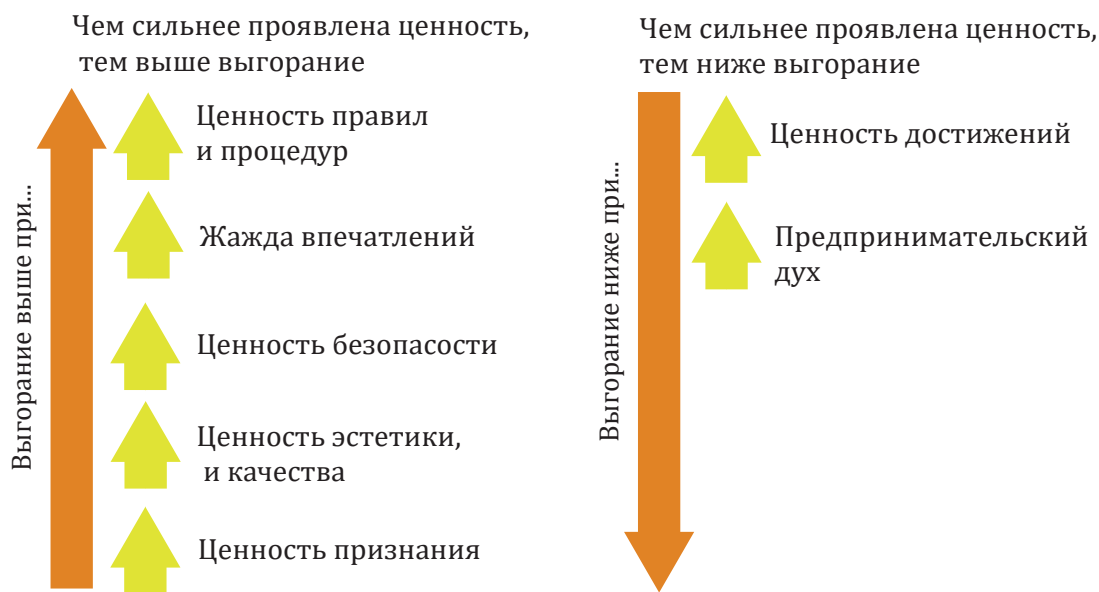 Чем сильнее проявлена ценность,
тем выше выгорание
Выгорание выше при...
Ценность правил
и процедур
Жажда впечатлений
Ценность безопасости
Ценность эстетики,
и качества
Ценность признания
Чем сильнее проявлена ценность,
тем ниже выгорание
Выгорание ниже при...
Ценность достижений
Предпринимательский
дух